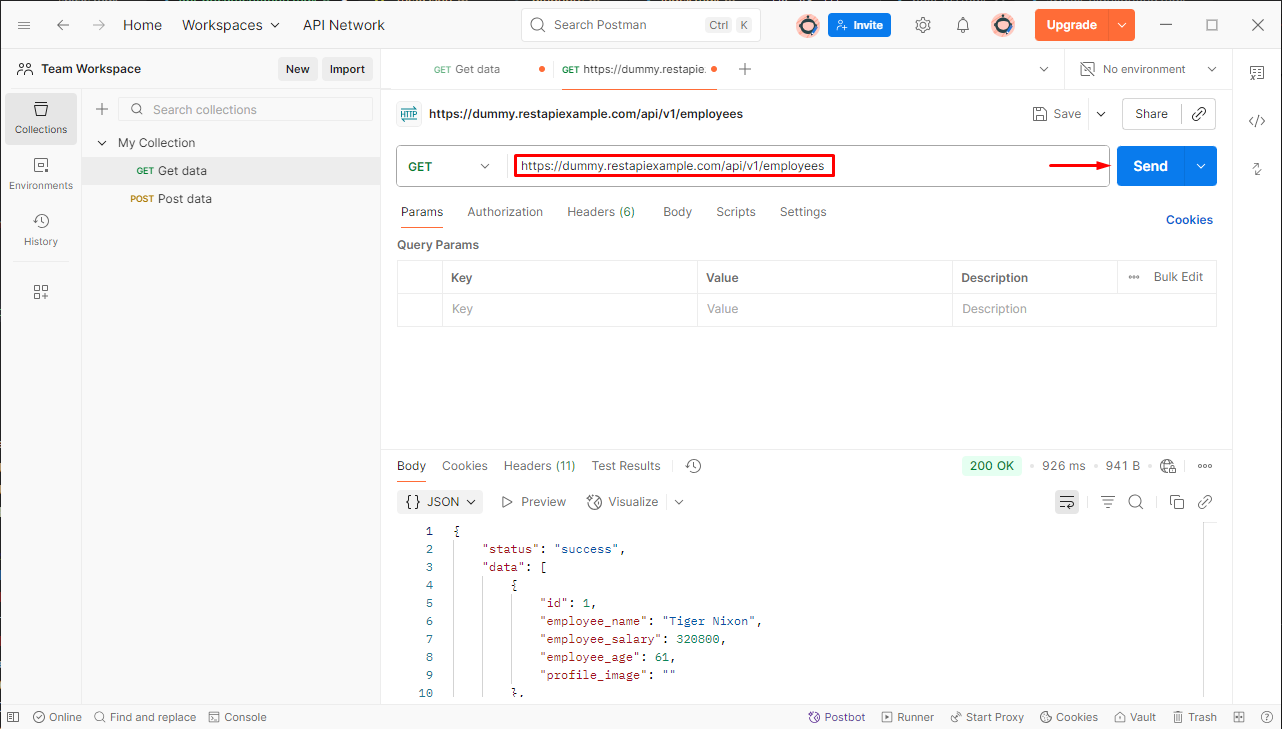 Home Workspaces API Network Search Postman Ctrl K Invite Upgrade
Team Workspace New Import GET Get data GET https://dummy.restapie. No environment
Collections
Environments
History
Search collections
My Collection
GET Get data
POST Post data
HTTP https://dummy.restapiexample.com/api/v1/employees Save Share
GET https://dummy.restapiexample.com/api/v1/employees Send
Params Authorization Headers (6) Body Scripts Settings Cookies
Query Params
Key Value Description Bulk Edit
Key Value Description
Body Cookies Headers (11) Test Results 200 OK 926 ms 941 B
{} JSON Preview Visualize
1 {
2 "status": "success",
3 "data": [
4 {
5 "id": 1,
6 "employee_name": "Tiger Nixon",
7 "employee_salary": 320800,
8 "employee_age": 61,
9 "profile_image": ""
10 },
Online Find and replace Console Postbot Runner Start Proxy Cookies Vault Trash